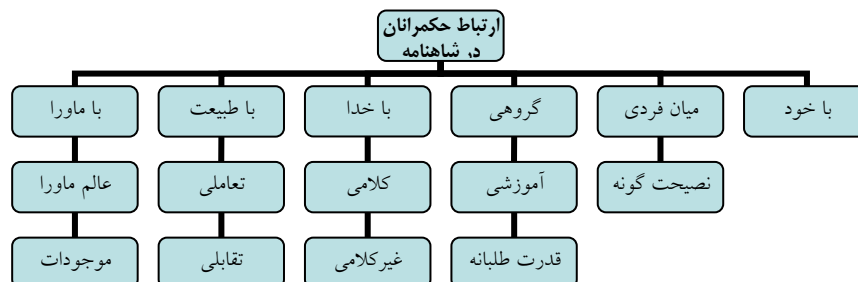 ارتباط حکمرانان
در شاهنامه
با خود
میان فردی
گروهی
با خدا
با طبیعت
با ماورا
نصیحت گونه
آموزشی
کلامی
تعاملی
عالم ماورا
قدرت طلبانه
غیرکلامی
تقابلی
موجودات